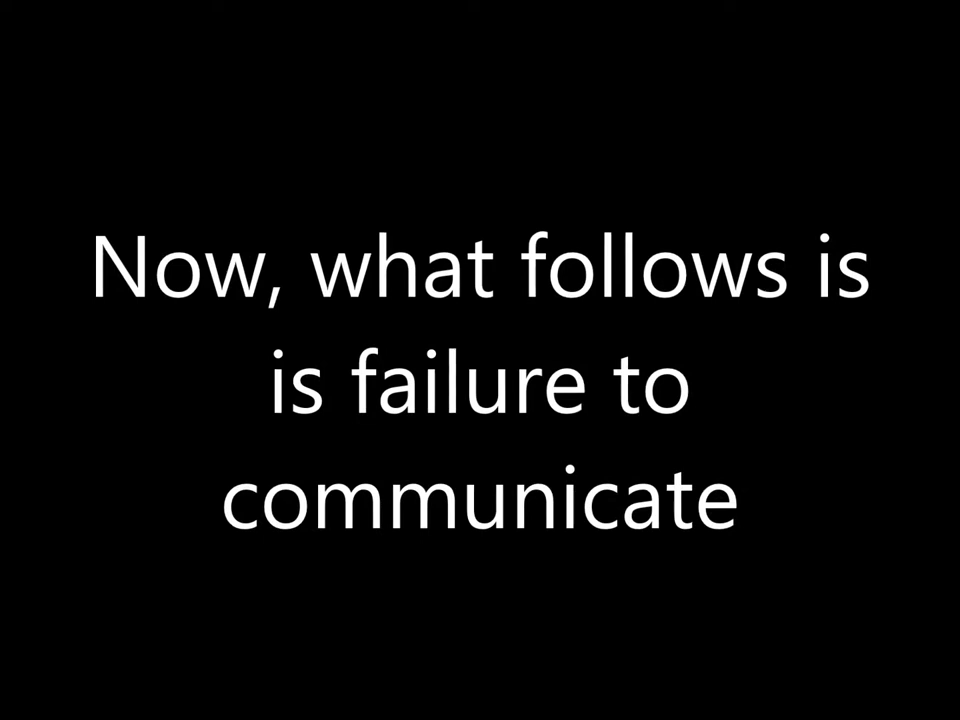 Now, what follows is
is failure to
communicate